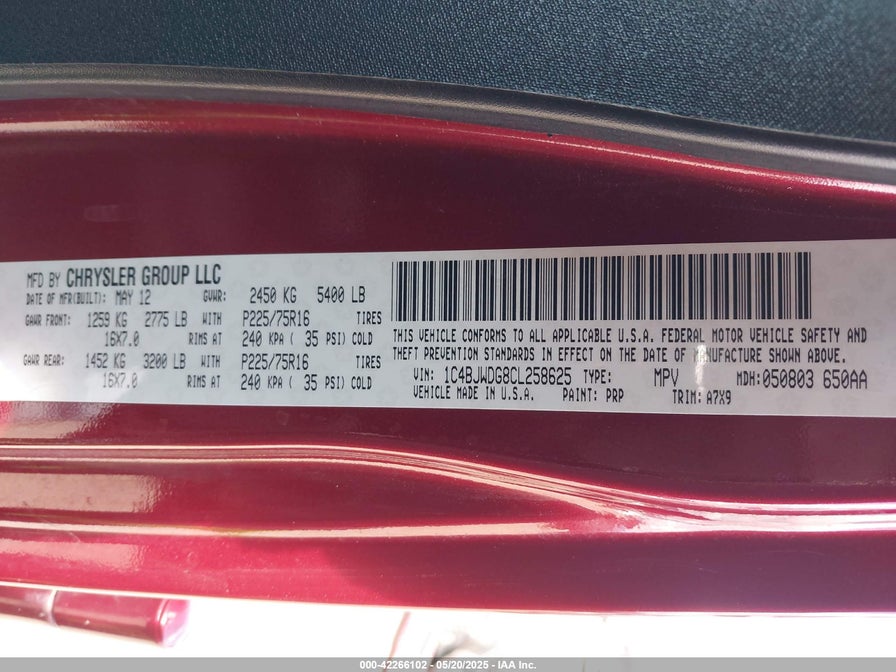 MFD BY CHRYSLER GROUP LLC
DATE OF MFR(BUILT): MAY 12 GVWR: 2450 KG 5400 LB
GAWR FRONT: 1259 KG 2775 LB WITH P225/75R16 TIRES
16X7.0 RIMS AT 240 KPA ( 35 PSI) COLD
GAWR REAR: 1452 KG 3200 LB WITH P225/75R16 TIRES
16X7.0 RIMS AT 240 KPA ( 35 PSI) COLD
THIS VEHICLE CONFORMS TO ALL APPLICABLE U.S.A. FEDERAL MOTOR VEHICLE SAFETY AND
THEFT PREVENTION STANDARDS IN EFFECT ON THE DATE OF MANUFACTURE SHOWN ABOVE.
VIN: 1C4BJWDG8CL258625 TYPE: MPV MDH:050803 650AA
VEHICLE MADE IN U.S.A. PAINT: PRP TRIM: A7X9
000-42266102 - 05/20/2025 - IAA Inc.